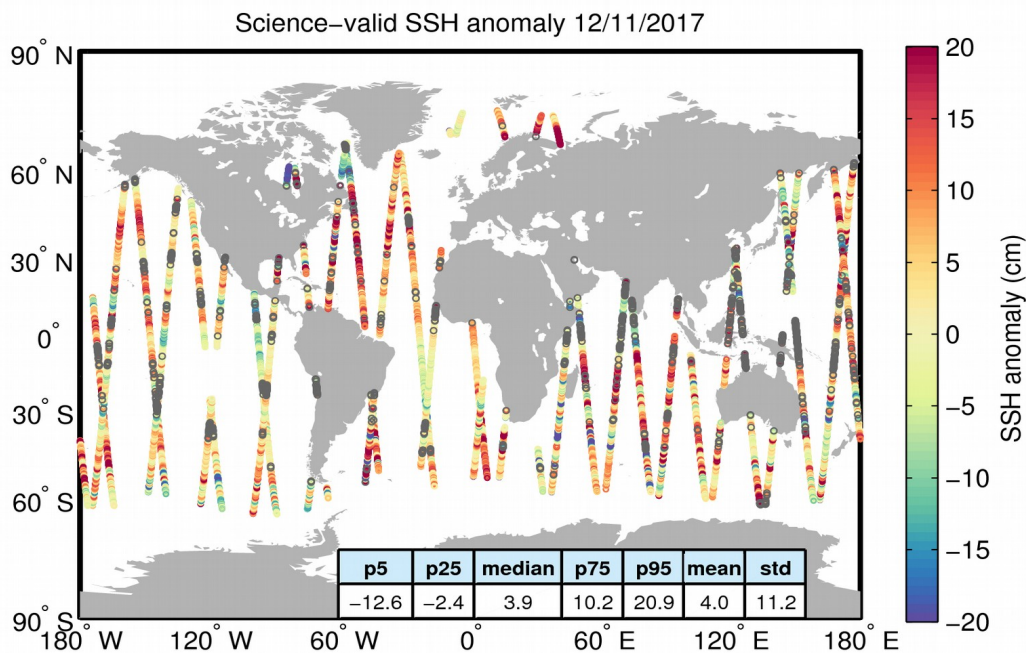 Science−valid SSH anomaly 12/11/2017
90° N
60° N
30° N
0°
30° S
60° S
90° S
180° W
120° W
60° W
0°
60° E
120° E
180° E
p5 p25 median p75 p95 mean std
−12.6 −2.4 3.9 10.2 20.9 4.0 11.2
20
15
10
5
0
−5
−10
−15
−20
SSH anomaly (cm)